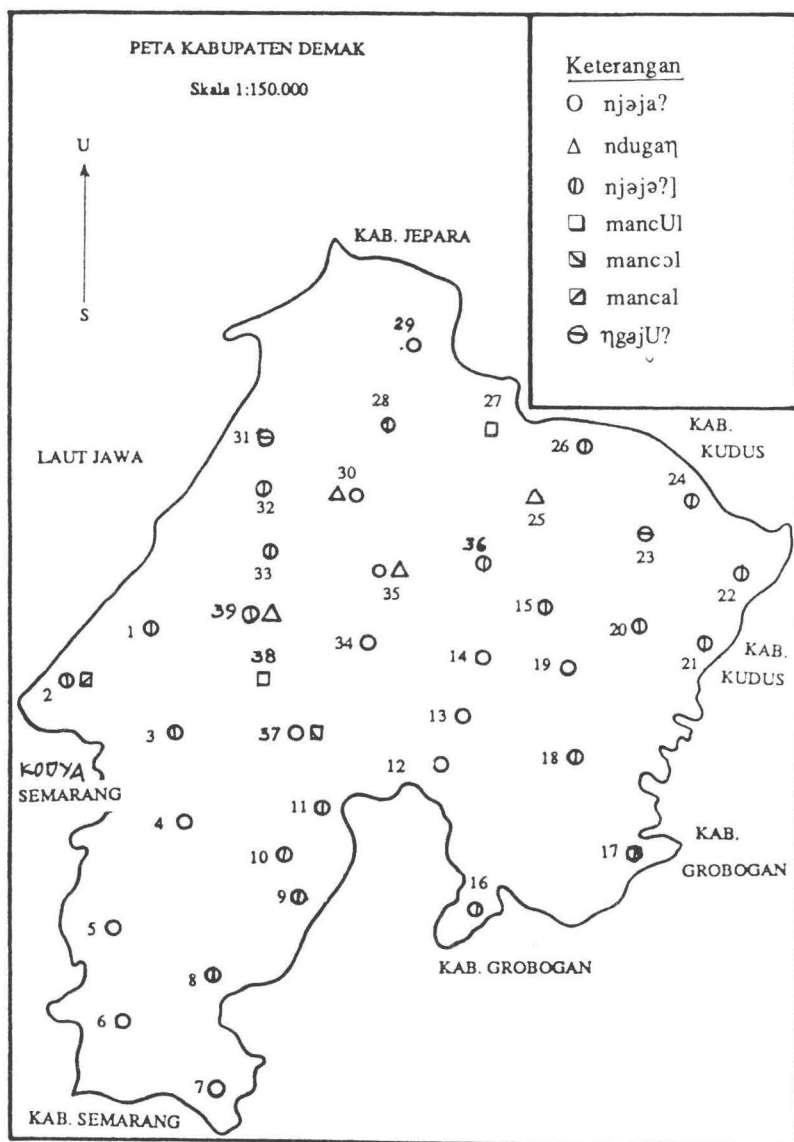 PETA KABUPATEN DEMAK
Skala 1:150.000
U
S
Keterangan
njəja?
ndugaŋ
njəjə?]
mancUl
mancɔl
mancal
ŋgəjU?
KAB. JEPARA
29
28
27
26
KAB.
KUDUS
31
LAUT JAWA
30
24
32
25
23
36
33
35
22
39
15
1
20
34
14
21
KAB.
KUDUS
38
19
2
13
3
37
12
18
KODYA
SEMARANG
11
4
KAB.
GROBOGAN
10
17
16
9
5
KAB. GROBOGAN
8
6
7
KAB. SEMARANG